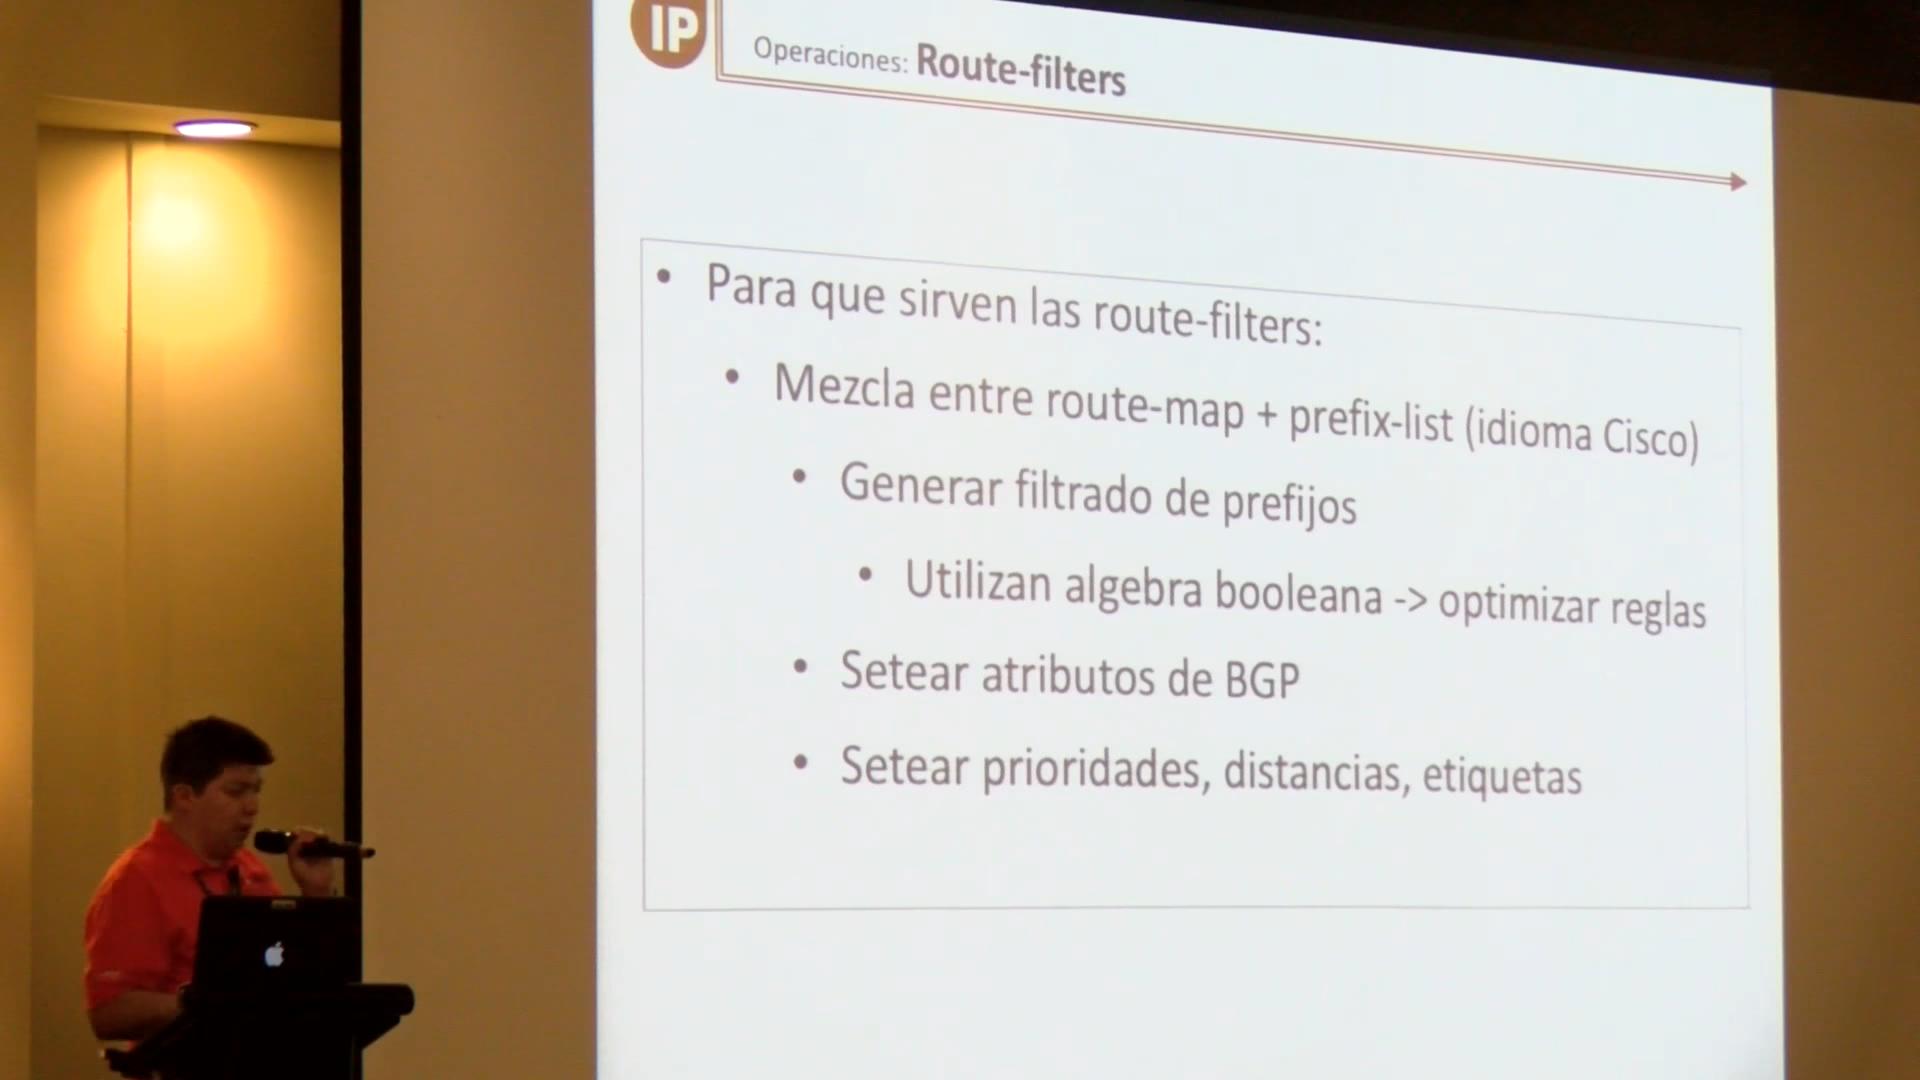 IP
Operaciones: Route-filters
• Para que sirven las route-filters:
• Mezcla entre route-map + prefix-list (idioma Cisco)
• Generar filtrado de prefijos
• Utilizan algebra booleana -> optimizar reglas
• Setear atributos de BGP
• Setear prioridades, distancias, etiquetas